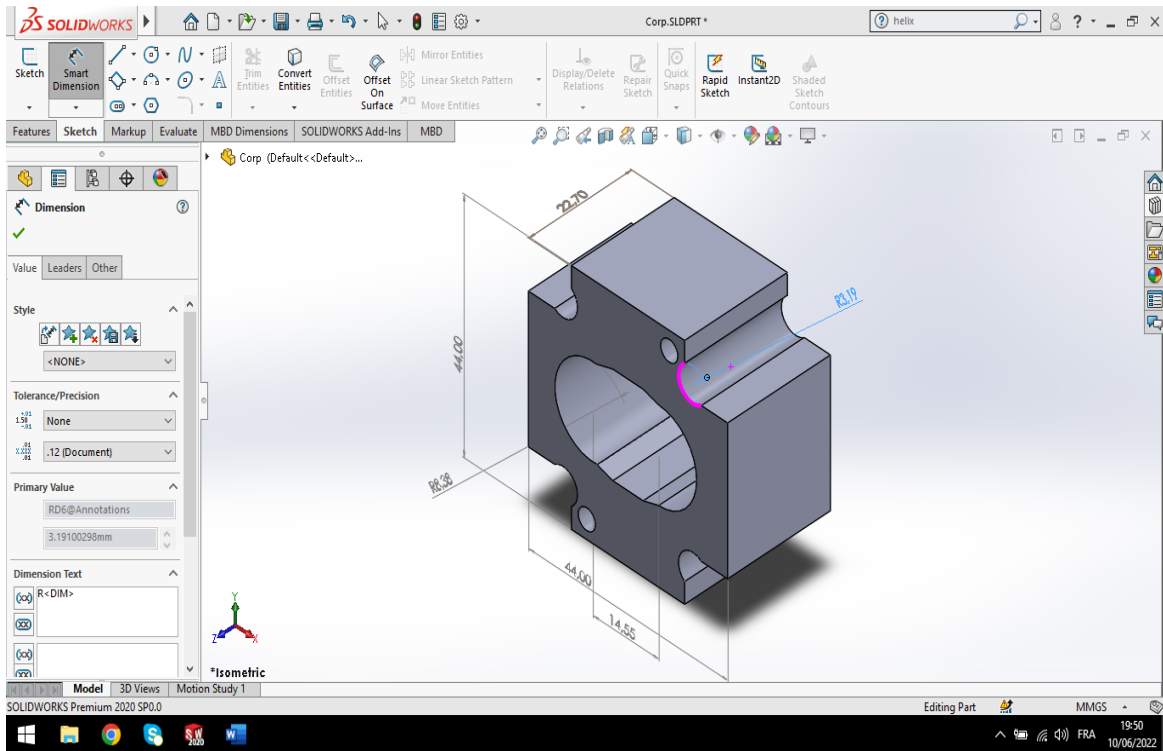 SOLIDWORKS
Corp.SLDPRT *
helix
?
Sketch
Smart Dimension
Trim Entities
Convert Entities
Offset Entities
Offset On Surface
Mirror Entities
Linear Sketch Pattern
Move Entities
Display/Delete Relations
Repair Sketch
Quick Snaps
Rapid Sketch
Instant2D
Shaded Sketch Contours
Features Sketch Markup Evaluate MBD Dimensions SOLIDWORKS Add-Ins MBD
Corp (Default<<Default>...
Dimension
Value Leaders Other
Style
<NONE>
Tolerance/Precision
None
.12 (Document)
Primary Value
RD6@Annotations
3.19100298mm
Dimension Text
R<DIM>
22,70
R3,19
44,00
R8,38
44,00
14,55
Y
Z
X
*Isometric
Model 3D Views Motion Study 1
SOLIDWORKS Premium 2020 SP0.0
Editing Part
MMGS
FRA
19:50
10/06/2022